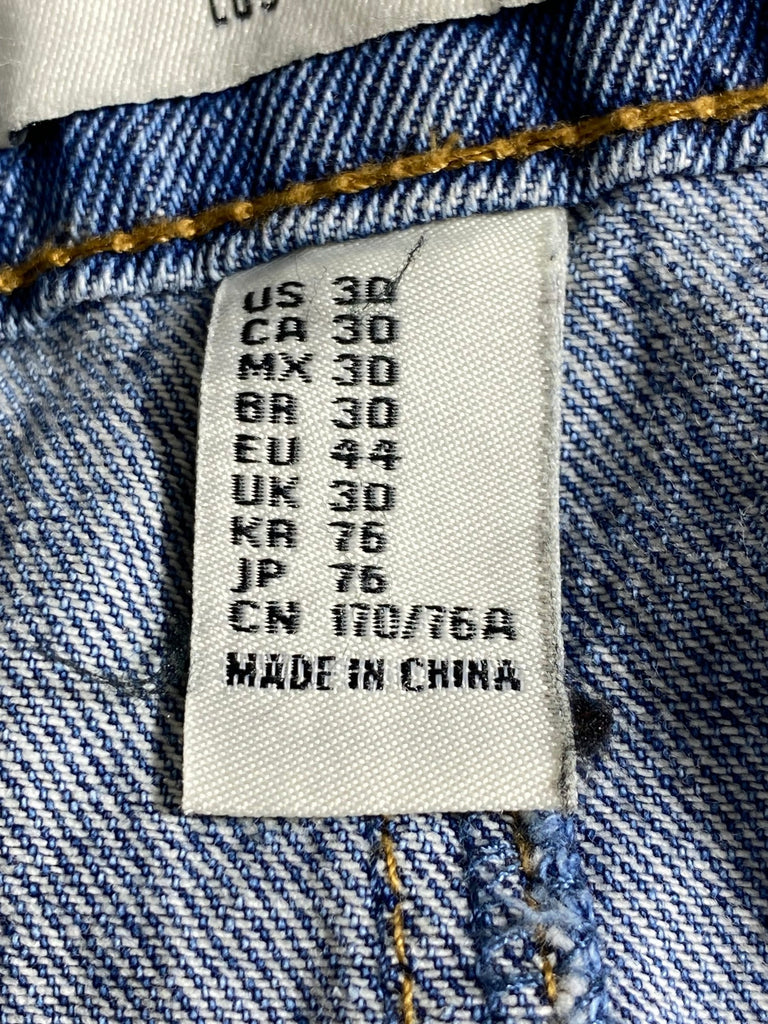 US 30
CA 30
MX 30
BR 30
EU 44
UK 30
KR 76
JP 76
CN 170/76A
MADE IN CHINA